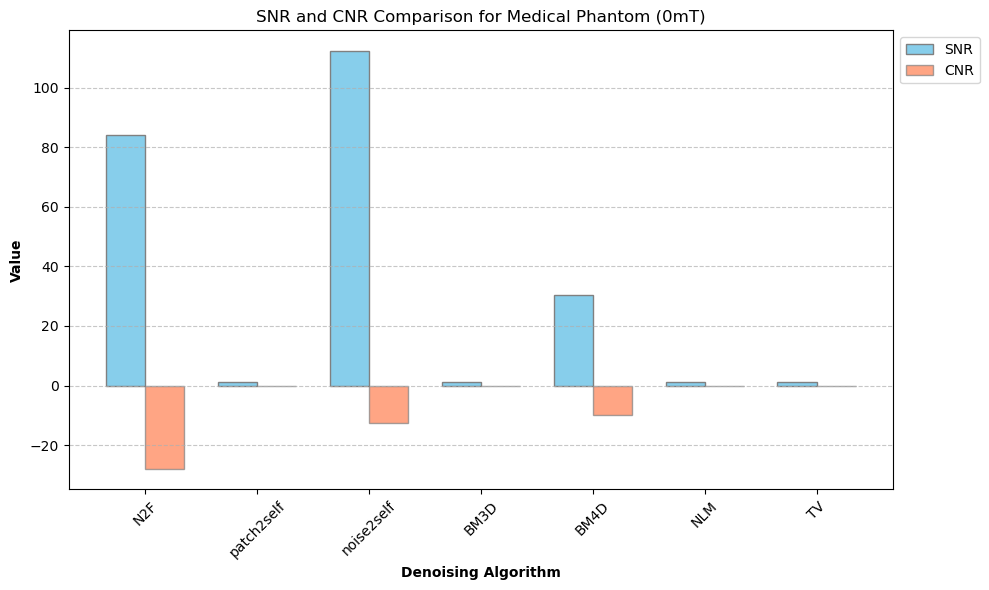 SNR and CNR Comparison for Medical Phantom (0mT)
SNR
CNR
Value
100
80
60
40
20
0
−20
N2F
patch2self
noise2self
BM3D
BM4D
NLM
TV
Denoising Algorithm